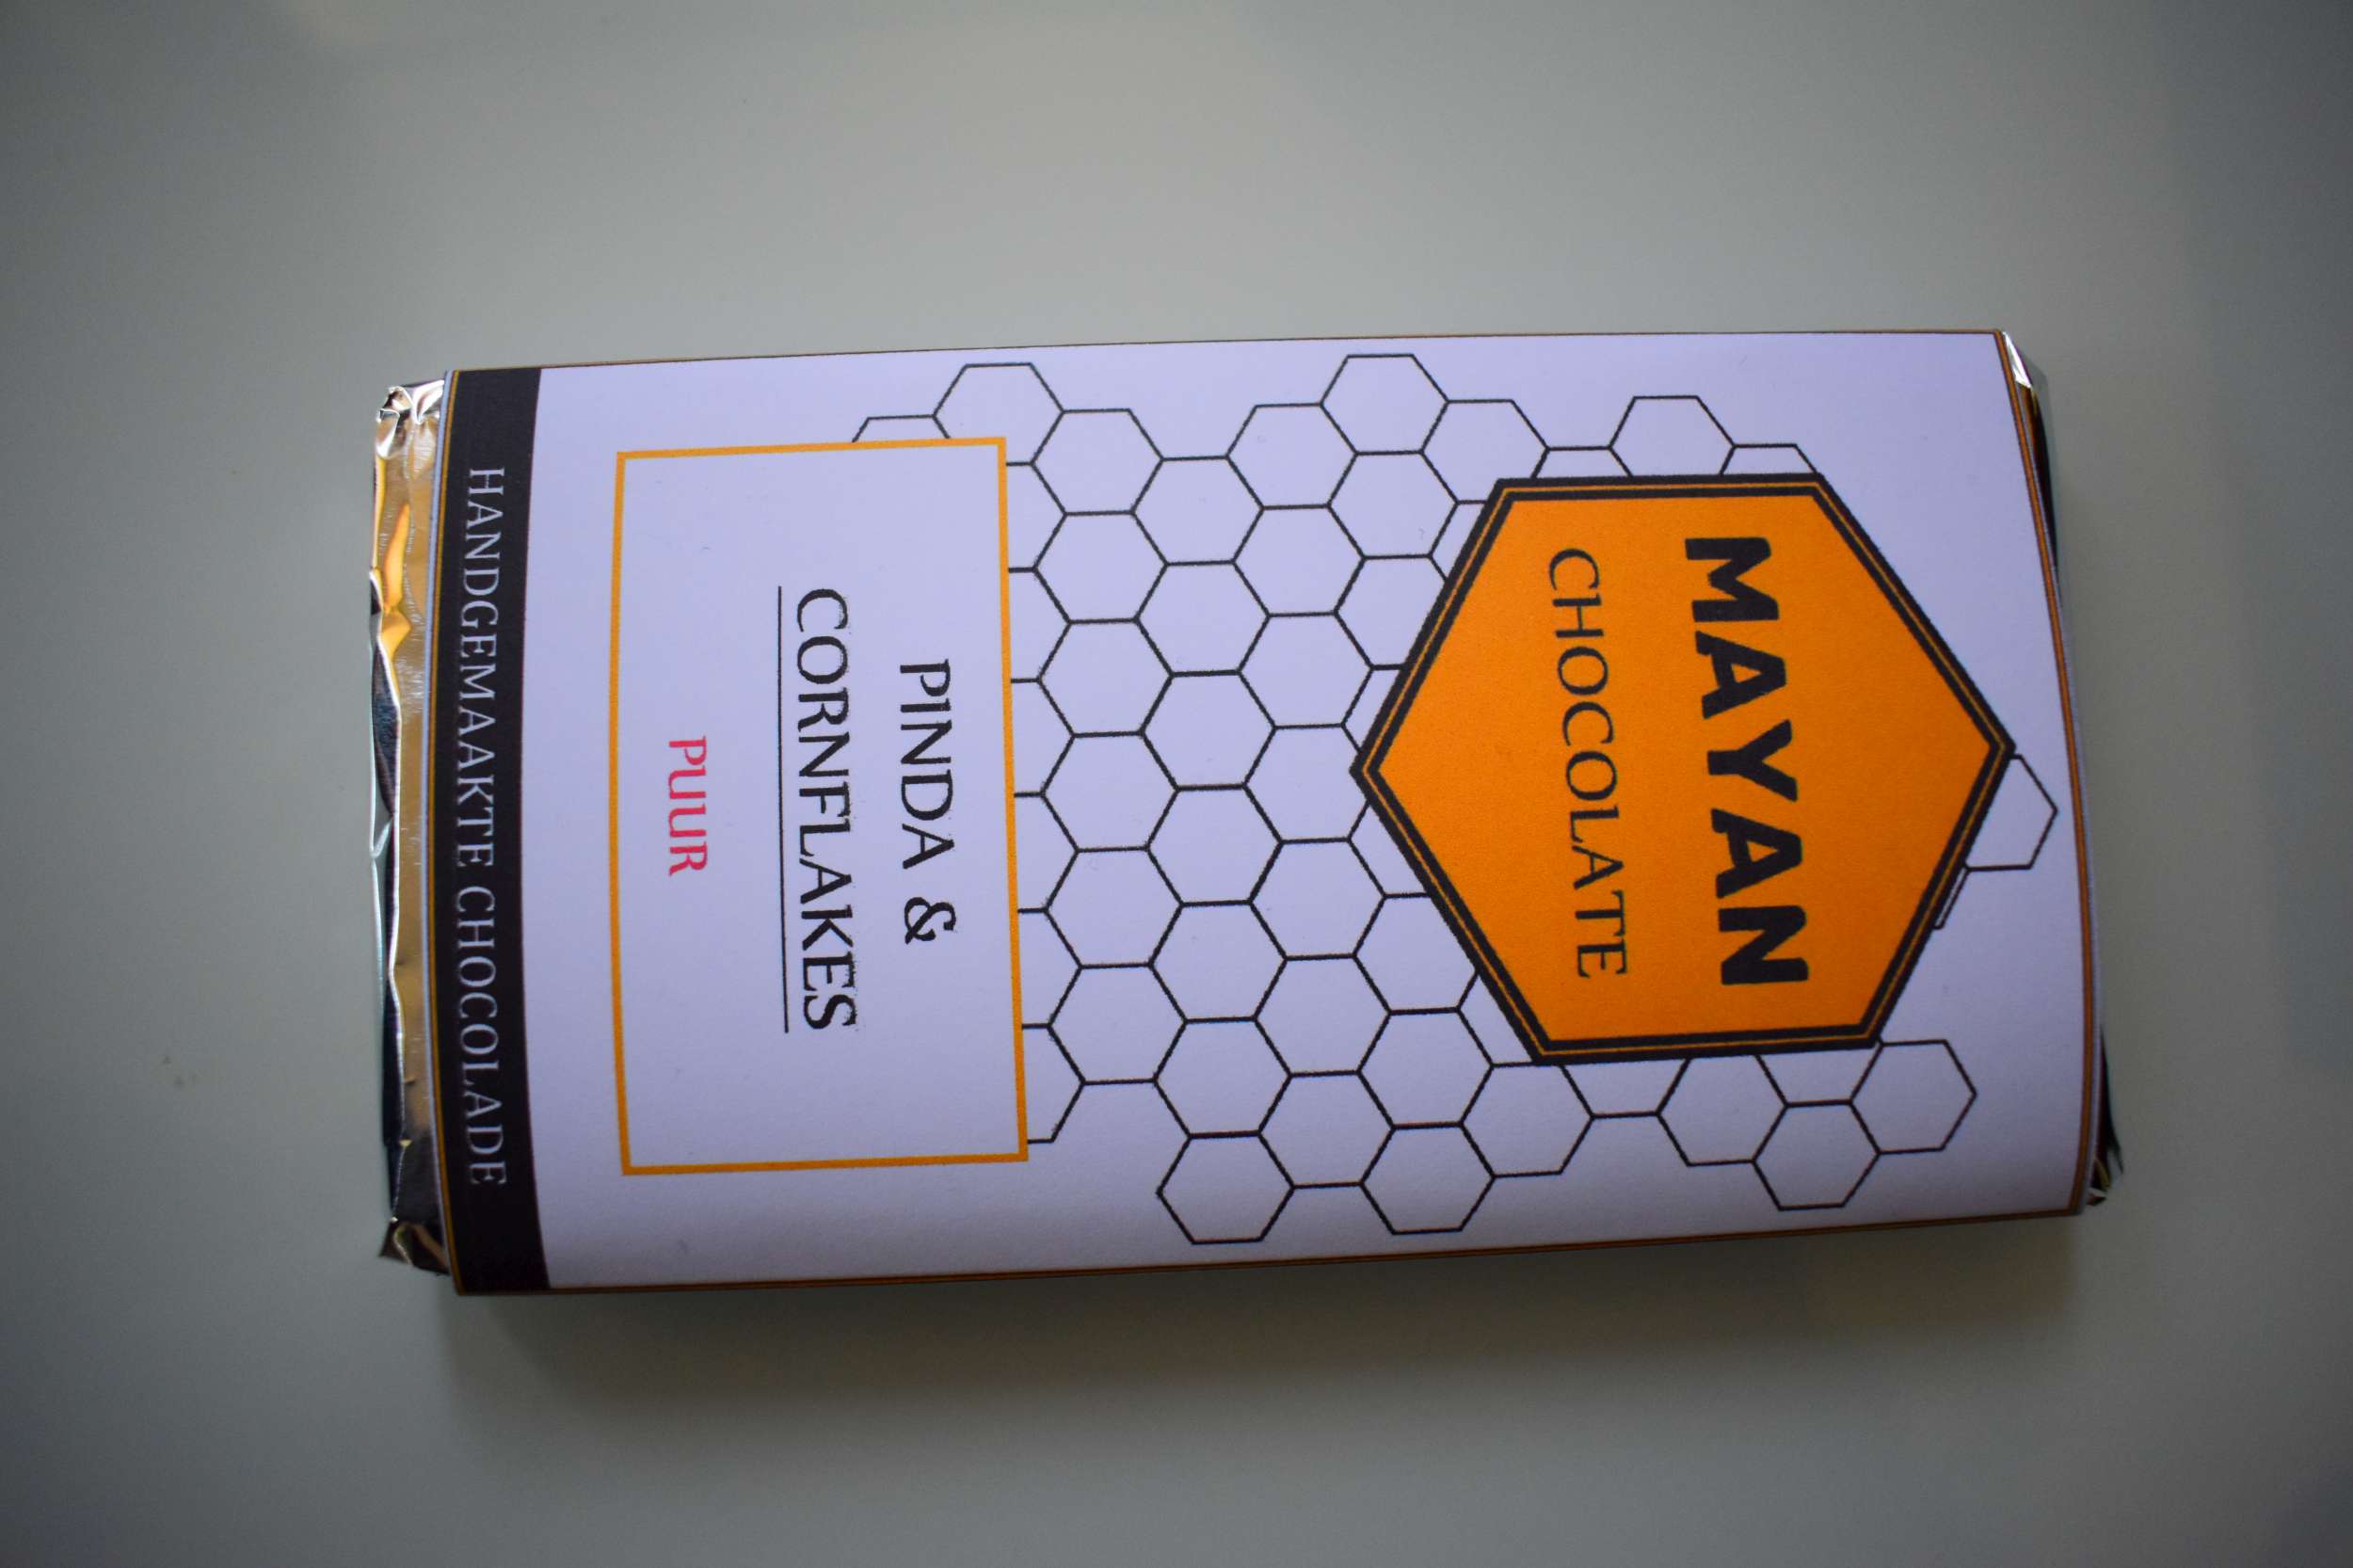 MAYAN
CHOCOLATE
PINDA &
CORNFLAKES
PUUR
HANDGEMAAKTE CHOCOLADE